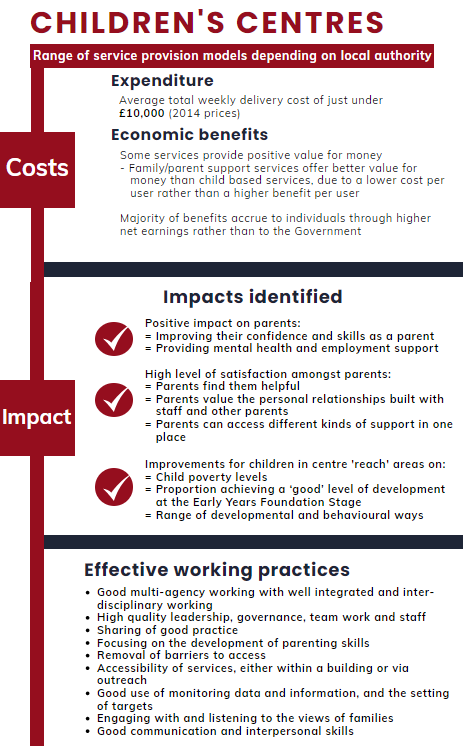 CHILDREN'S CENTRES
Range of service provision models depending on local authority
Costs
Expenditure
Average total weekly delivery cost of just under
£10,000 (2014 prices)
Economic benefits
Some services provide positive value for money
- Family/parent support services offer better value for
money than child based services, due to a lower cost per
user rather than a higher benefit per user
Majority of benefits accrue to individuals through higher
net earnings rather than to the Government
Impact
Impacts identified
Positive impact on parents:
= Improving their confidence and skills as a parent
= Providing mental health and employment support
High level of satisfaction amongst parents:
= Parents find them helpful
= Parents value the personal relationships built with
staff and other parents
= Parents can access different kinds of support in one
place
Improvements for children in centre 'reach' areas on:
= Child poverty levels
= Proportion achieving a ‘good’ level of development
at the Early Years Foundation Stage
= Range of developmental and behavioural ways
Effective working practices
• Good multi-agency working with well integrated and inter-
disciplinary working
• High quality leadership, governance, team work and staff
• Sharing of good practice
• Focusing on the development of parenting skills
• Removal of barriers to access
• Accessibility of services, either within a building or via
outreach
• Good use of monitoring data and information, and the setting
of targets
• Engaging with and listening to the views of families
• Good communication and interpersonal skills